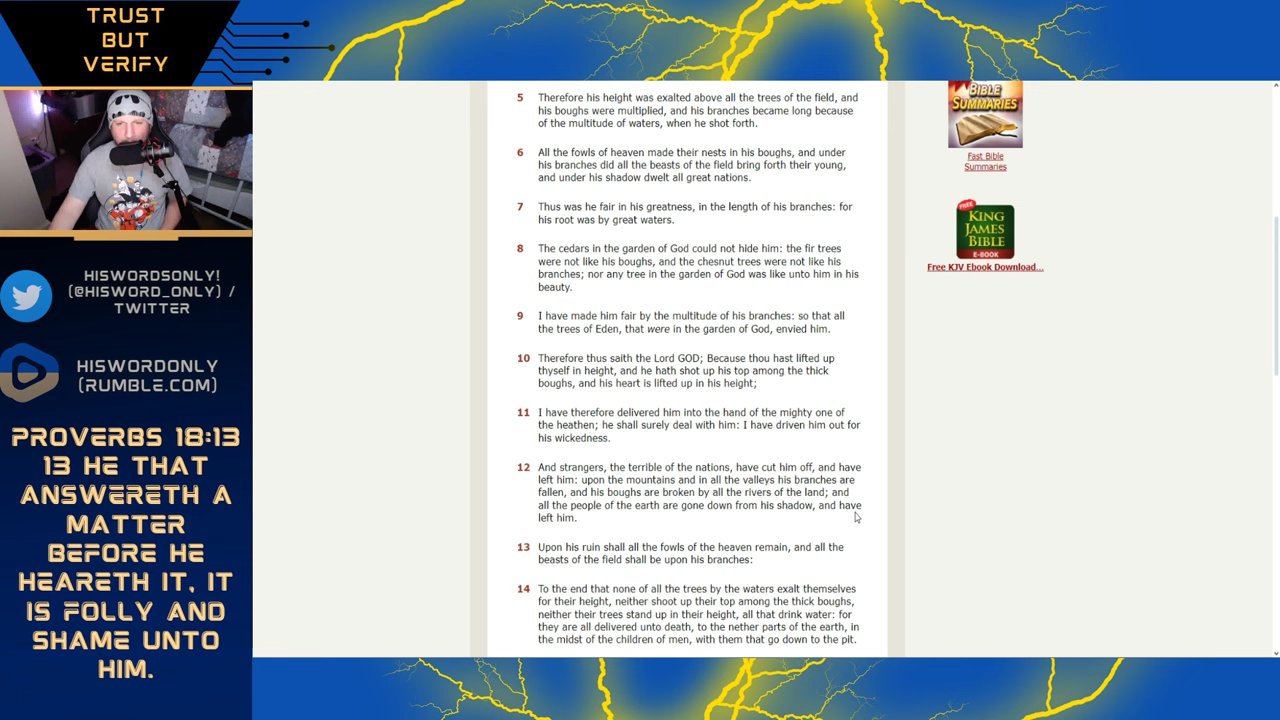 TRUST
BUT
VERIFY
HISWORDSONLY!
(@HISWORD_ONLY) /
TWITTER
HISWORDONLY
(RUMBLE.COM)
PROVERBS 18:13
13 HE THAT
ANSWERETH A
MATTER
BEFORE HE
HEARETH IT, IT
IS FOLLY AND
SHAME UNTO
HIM.
5 Therefore his height was exalted above all the trees of the field, and
his boughs were multiplied, and his branches became long because
of the multitude of waters, when he shot forth.
6 All the fowls of heaven made their nests in his boughs, and under
his branches did all the beasts of the field bring forth their young,
and under his shadow dwelt all great nations.
7 Thus was he fair in his greatness, in the length of his branches: for
his root was by great waters.
8 The cedars in the garden of God could not hide him: the fir trees
were not like his boughs, and the chesnut trees were not like his
branches; nor any tree in the garden of God was like unto him in his
beauty.
9 I have made him fair by the multitude of his branches: so that all
the trees of Eden, that were in the garden of God, envied him.
10 Therefore thus saith the Lord GOD; Because thou hast lifted up
thyself in height, and he hath shot up his top among the thick
boughs, and his heart is lifted up in his height;
11 I have therefore delivered him into the hand of the mighty one of
the heathen; he shall surely deal with him: I have driven him out for
his wickedness.
12 And strangers, the terrible of the nations, have cut him off, and have
left him: upon the mountains and in all the valleys his branches are
fallen, and his boughs are broken by all the rivers of the land; and
all the people of the earth are gone down from his shadow, and have
left him.
13 Upon his ruin shall all the fowls of the heaven remain, and all the
beasts of the field shall be upon his branches:
14 To the end that none of all the trees by the waters exalt themselves
for their height, neither shoot up their top among the thick boughs,
neither their trees stand up in their height, all that drink water: for
they are all delivered unto death, to the nether parts of the earth, in
the midst of the children of men, with them that go down to the pit.
BIBLE
SUMMARIES
Fast Bible
Summaries
FREE
KING
JAMES
BIBLE
E-BOOK
Free KJV Ebook Download...